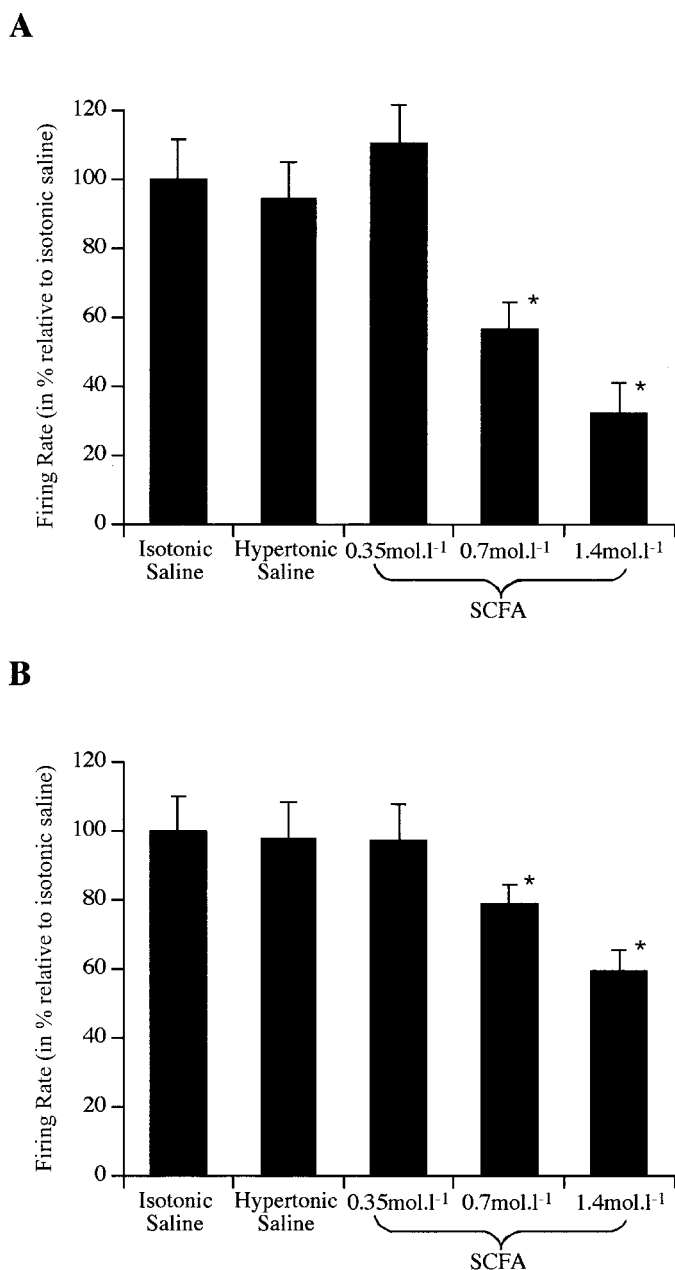 A
Firing Rate (in % relative to isotonic saline)
120
100
80
60
40
20
0
*
*
Isotonic Saline
Hypertonic Saline
0.35mol.l-1
0.7mol.l-1
1.4mol.l-1
SCFA
B
Firing Rate (in % relative to isotonic saline)
120
100
80
60
40
20
0
*
*
Isotonic Saline
Hypertonic Saline
0.35mol.l-1
0.7mol.l-1
1.4mol.l-1
SCFA